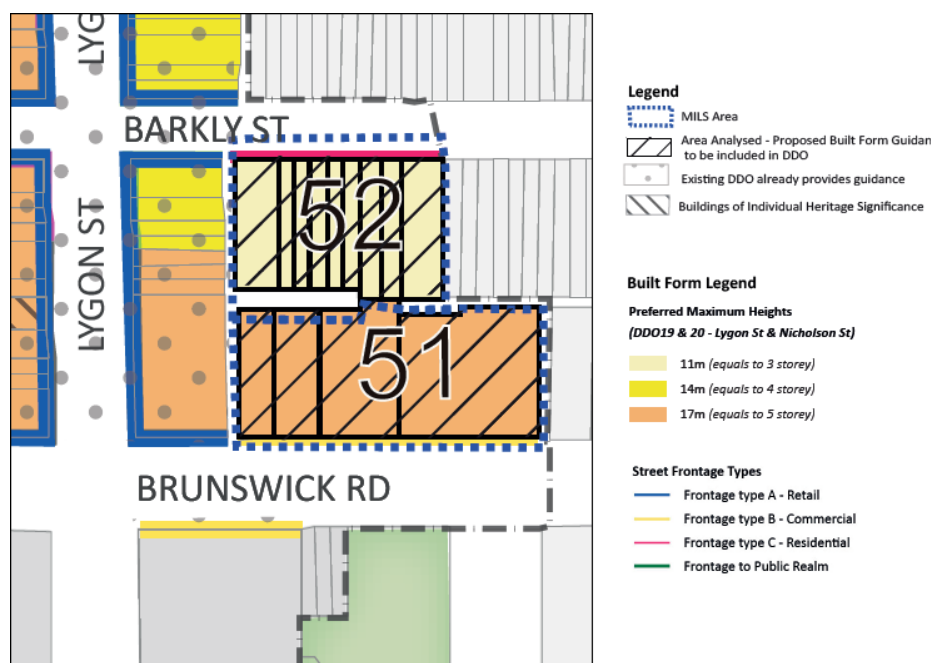 LYG
BARKLY ST
52
LYGON ST
51
BRUNSWICK RD
Legend
MILS Area
Area Analysed - Proposed Built Form Guidan
to be included in DDO
Existing DDO already provides guidance
Buildings of Individual Heritage Significance
Built Form Legend
Preferred Maximum Heights
(DDO19 & 20 - Lygon St & Nicholson St)
11m (equals to 3 storey)
14m (equals to 4 storey)
17m (equals to 5 storey)
Street Frontage Types
Frontage type A - Retail
Frontage type B - Commercial
Frontage type C - Residential
Frontage to Public Realm